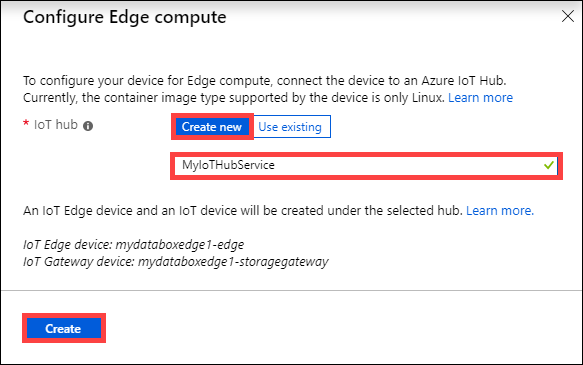 Configure Edge compute
To configure your device for Edge compute, connect the device to an Azure IoT Hub.
Currently, the container image type supported by the device is only Linux. Learn more
* IoT hub Create new Use existing
MyIoTHubService
An IoT Edge device and an IoT device will be created under the selected hub. Learn more.
IoT Edge device: mydataboxedge1-edge
IoT Gateway device: mydataboxedge1-storagegateway
Create